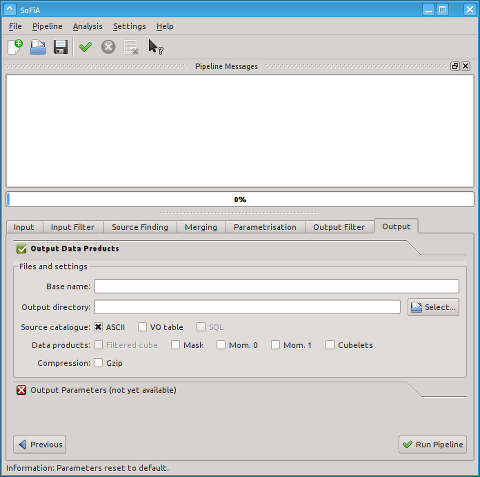 SoFiA
File Pipeline Analysis Settings Help
Pipeline Messages
0%
Input Input Filter Source Finding Merging Parametrisation Output Filter Output
Output Data Products
Files and settings
Base name:
Output directory: Select...
Source catalogue: ASCII VO table SQL
Data products: Filtered cube Mask Mom. 0 Mom. 1 Cubelets
Compression: Gzip
Output Parameters (not yet available)
Previous Run Pipeline
Information: Parameters reset to default.